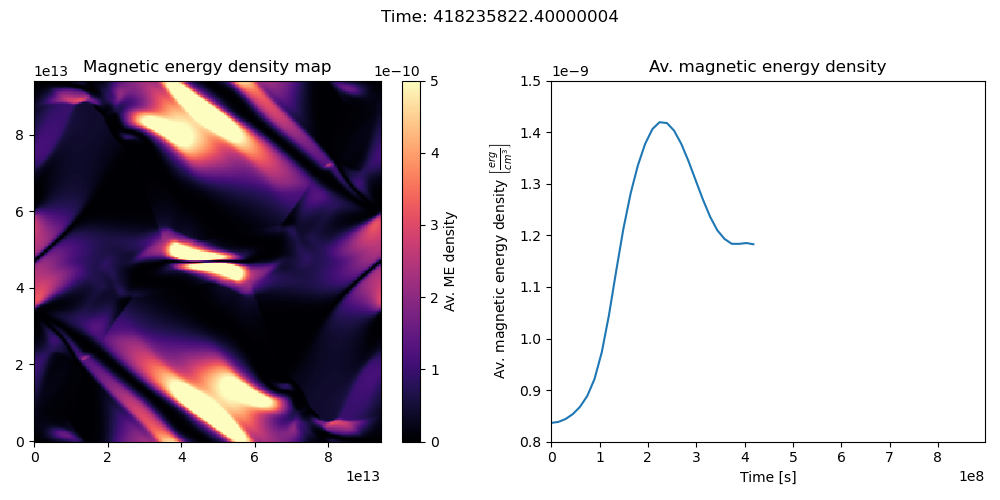 Time: 418235822.40000004
Magnetic energy density map
Av. magnetic energy density
1e13
1e−10
1e−9
8
6
4
2
0
0 2 4 6 8
1e13
5
4
3
2
1
0
Av. ME density
1.5
1.4
1.3
1.2
1.1
1.0
0.9
0.8
Av. magnetic energy density [erg/cm³]
0 1 2 3 4 5 6 7 8
Time [s]
1e8